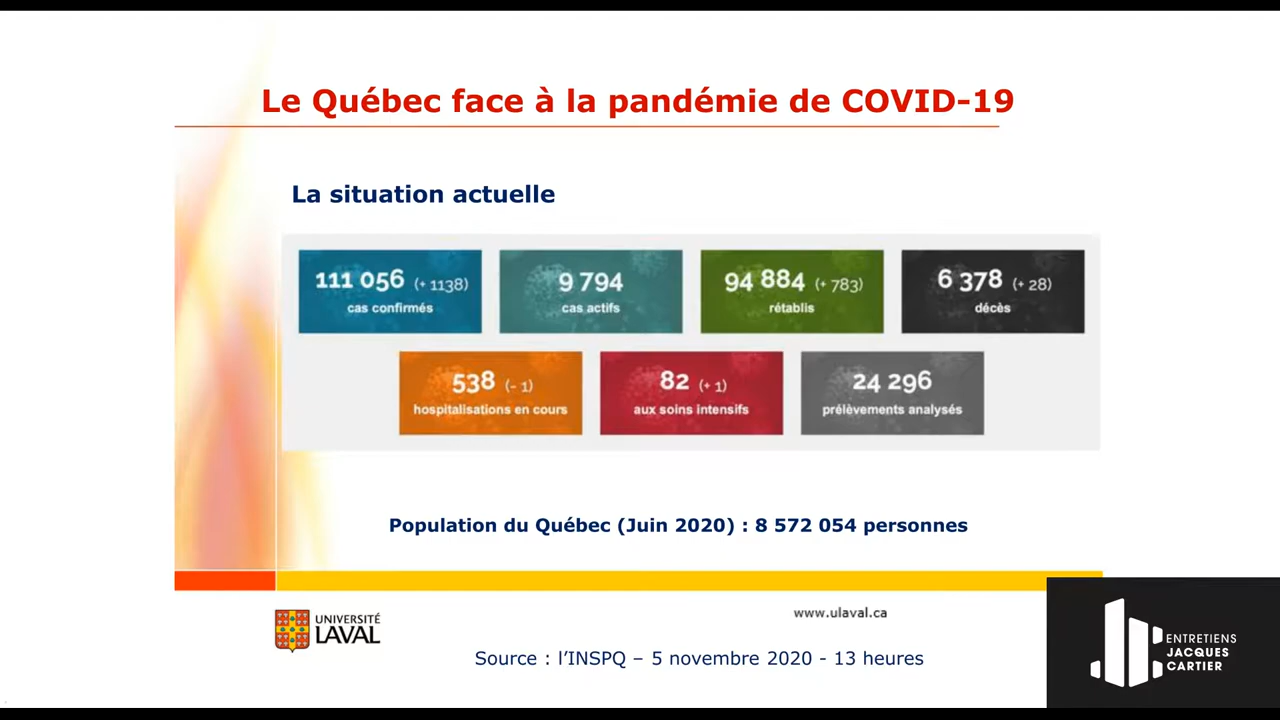 Le Québec face à la pandémie de COVID-19
La situation actuelle
111 056 (+ 1138)
cas confirmés
9 794
cas actifs
94 884 (+ 783)
rétablis
6 378 (+ 28)
décès
538 (- 1)
hospitalisations en cours
82 (+ 1)
aux soins intensifs
24 296
prélèvements analysés
Population du Québec (Juin 2020) : 8 572 054 personnes
UNIVERSITÉ
LAVAL
www.ulaval.ca
Source : l’INSPQ – 5 novembre 2020 - 13 heures
ENTRETIENS
JACQUES
CARTIER